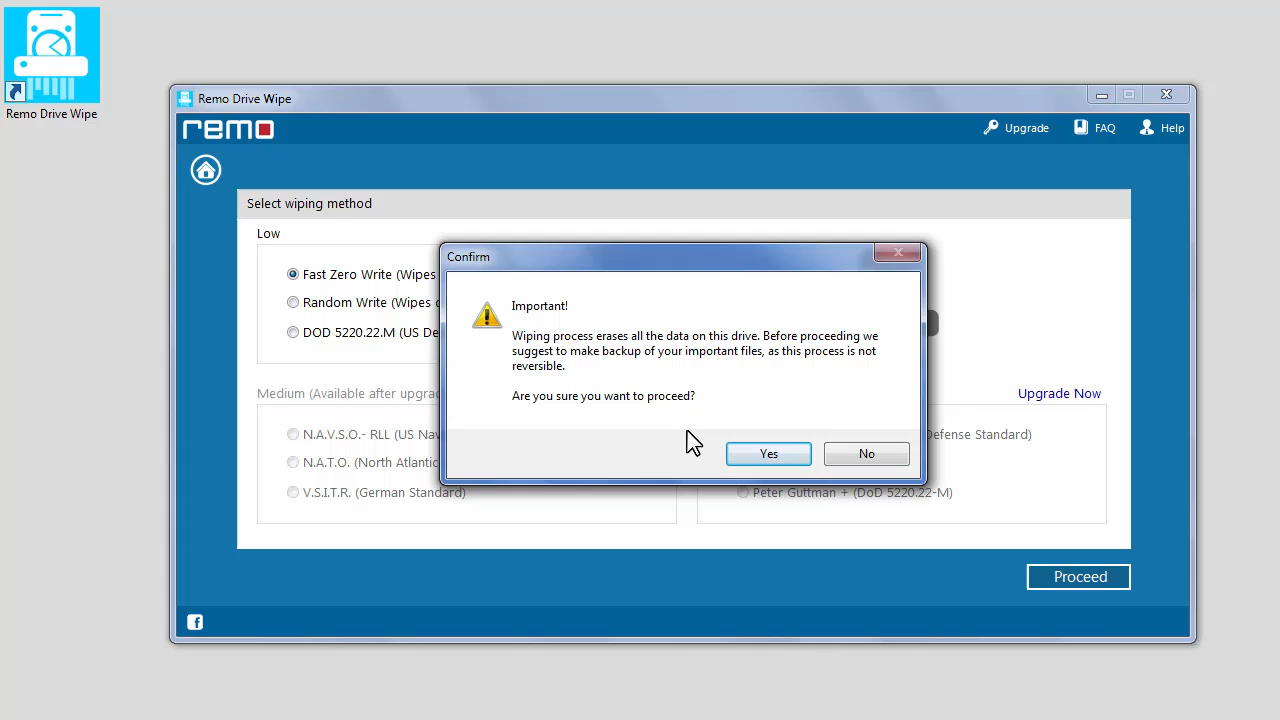 Remo Drive Wipe
Remo Drive Wipe
remo
Upgrade
FAQ
Help
Select wiping method
Low
Fast Zero Write (Wipes
Random Write (Wipes
DOD 5220.22.M (US De
Confirm
Important!
Wiping process erases all the data on this drive. Before proceeding we
suggest to make backup of your important files, as this process is not
reversible.
Are you sure you want to proceed?
Yes
No
Medium (Available after upgra
Upgrade Now
N.A.V.S.O.- RLL (US Nav
N.A.T.O. (North Atlantic
V.S.I.T.R. (German Standard)
Defense Standard)
Peter Guttman + (DoD 5220.22-M)
Proceed
f